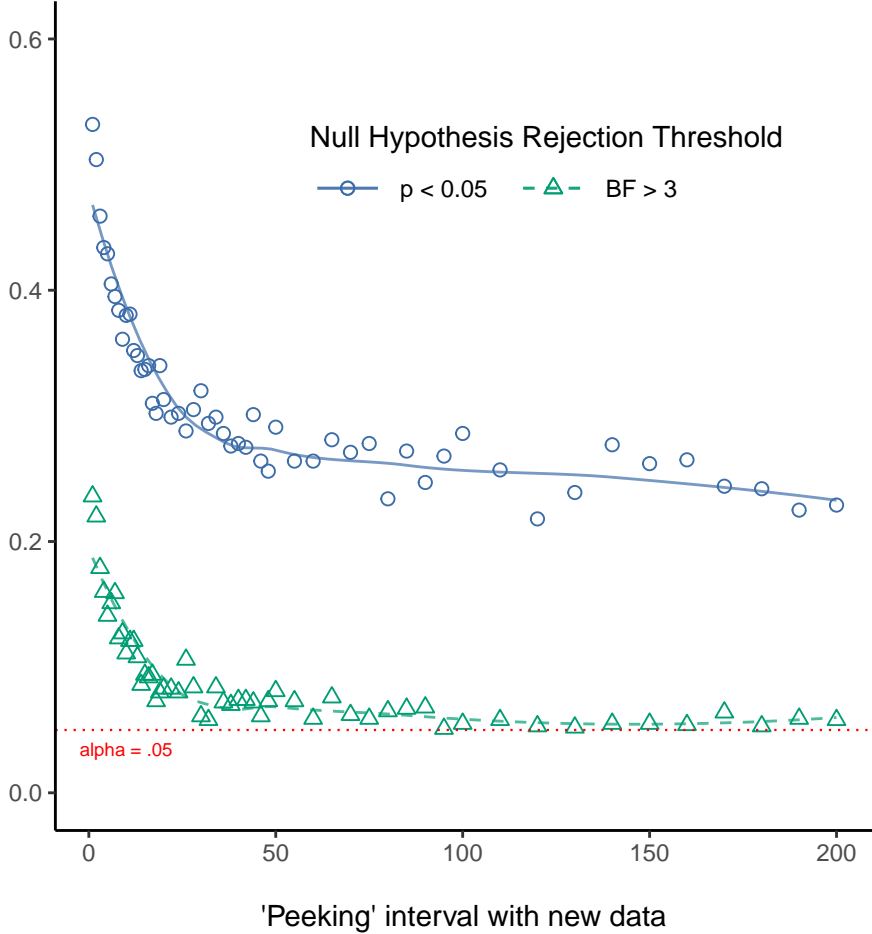 0.6
Null Hypothesis Rejection Threshold
p < 0.05 BF > 3
0.4
0.2
alpha = .05
0.0
0 50 100 150 200
'Peeking' interval with new data